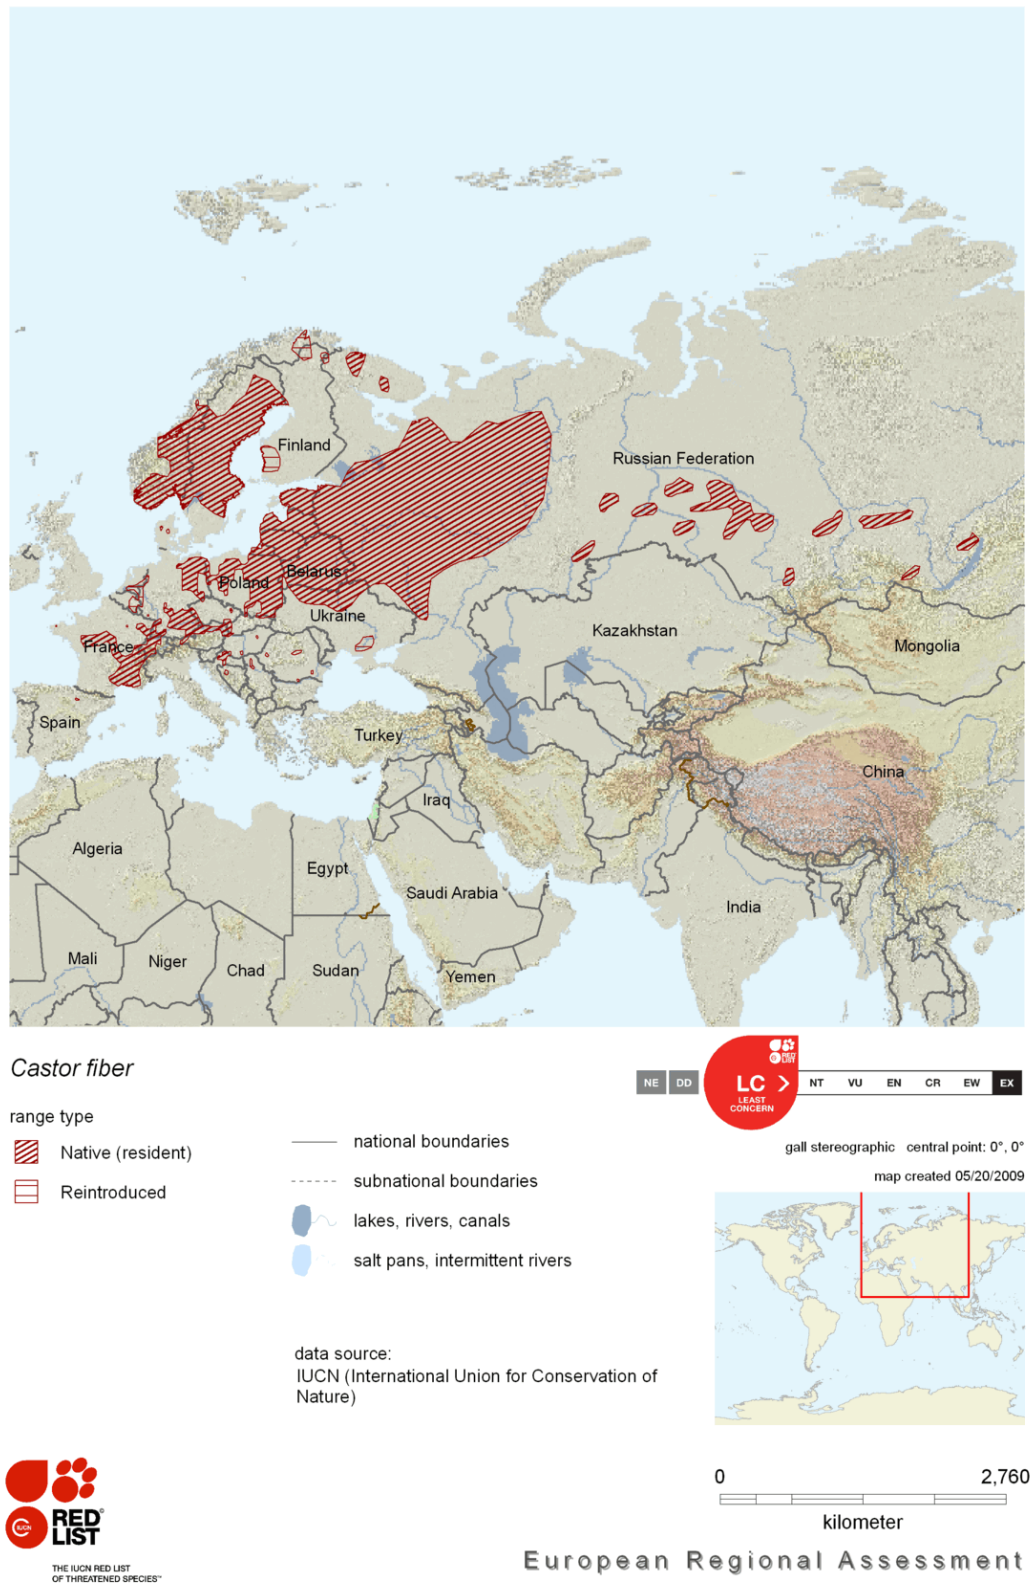 Finland
Russian Federation
Belarus
Poland
Ukraine
Kazakhstan
France
Mongolia
Spain
Turkey
China
Iraq
Algeria
Egypt
Saudi Arabia
India
Mali
Niger
Chad
Sudan
Yemen
Castor fiber
range type
Native (resident)
Reintroduced
national boundaries
subnational boundaries
lakes, rivers, canals
salt pans, intermittent rivers
data source:
IUCN (International Union for Conservation of
Nature)
RED
LIST
NE DD LC NT VU EN CR EW EX
LEAST
CONCERN
gall stereographic central point: 0°, 0°
map created 05/20/2009
0 2,760
kilometer
European Regional Assessment
IUCN
RED
LIST
©
THE IUCN RED LIST
OF THREATENED SPECIES™